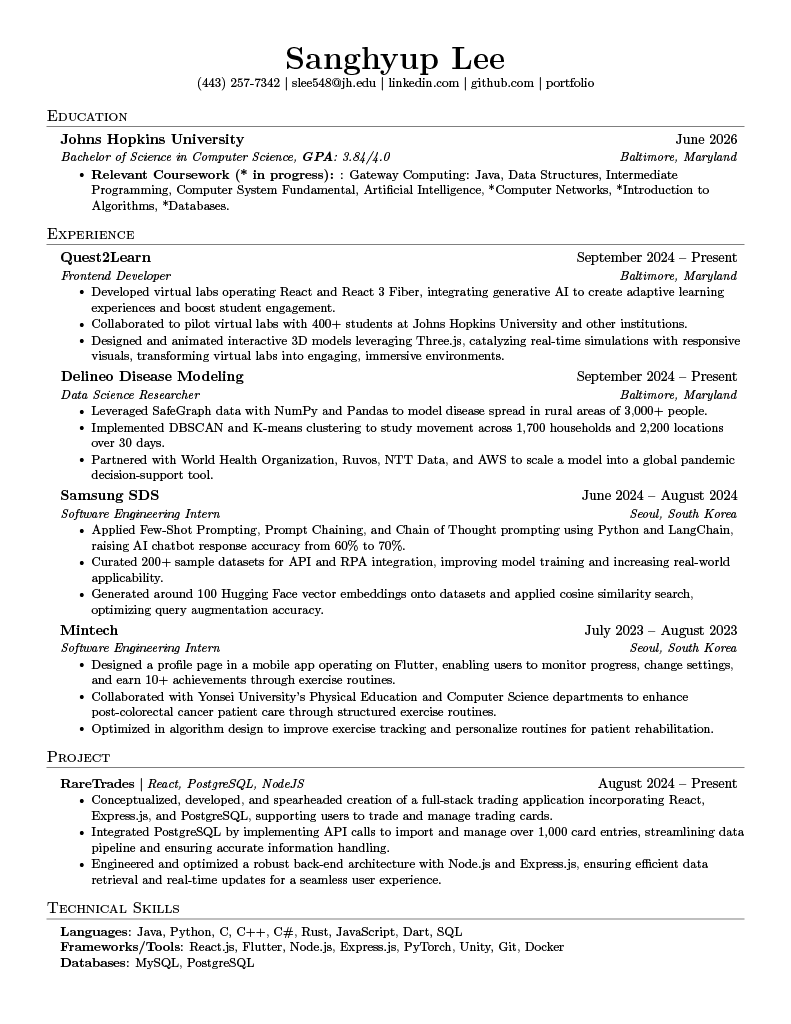 Sanghyup Lee
(443) 257-7342 | slee548@jh.edu | linkedin.com | github.com | portfolio
Education
Johns Hopkins University June 2026
Bachelor of Science in Computer Science, GPA: 3.84/4.0 Baltimore, Maryland
• Relevant Coursework (* in progress): : Gateway Computing: Java, Data Structures, Intermediate
Programming, Computer System Fundamental, Artificial Intelligence, *Computer Networks, *Introduction to
Algorithms, *Databases.
Experience
Quest2Learn September 2024 – Present
Frontend Developer Baltimore, Maryland
• Developed virtual labs operating React and React 3 Fiber, integrating generative AI to create adaptive learning
experiences and boost student engagement.
• Collaborated to pilot virtual labs with 400+ students at Johns Hopkins University and other institutions.
• Designed and animated interactive 3D models leveraging Three.js, catalyzing real-time simulations with responsive
visuals, transforming virtual labs into engaging, immersive environments.
Delineo Disease Modeling September 2024 – Present
Data Science Researcher Baltimore, Maryland
• Leveraged SafeGraph data with NumPy and Pandas to model disease spread in rural areas of 3,000+ people.
• Implemented DBSCAN and K-means clustering to study movement across 1,700 households and 2,200 locations
over 30 days.
• Partnered with World Health Organization, Ruvos, NTT Data, and AWS to scale a model into a global pandemic
decision-support tool.
Samsung SDS June 2024 – August 2024
Software Engineering Intern Seoul, South Korea
• Applied Few-Shot Prompting, Prompt Chaining, and Chain of Thought prompting using Python and LangChain,
raising AI chatbot response accuracy from 60% to 70%.
• Curated 200+ sample datasets for API and RPA integration, improving model training and increasing real-world
applicability.
• Generated around 100 Hugging Face vector embeddings onto datasets and applied cosine similarity search,
optimizing query augmentation accuracy.
Mintech July 2023 – August 2023
Software Engineering Intern Seoul, South Korea
• Designed a profile page in a mobile app operating on Flutter, enabling users to monitor progress, change settings,
and earn 10+ achievements through exercise routines.
• Collaborated with Yonsei University's Physical Education and Computer Science departments to enhance
post-colorectal cancer patient care through structured exercise routines.
• Optimized in algorithm design to improve exercise tracking and personalize routines for patient rehabilitation.
Project
RareTrades | React, PostgreSQL, NodeJS August 2024 – Present
• Conceptualized, developed, and spearheaded creation of a full-stack trading application incorporating React,
Express.js, and PostgreSQL, supporting users to trade and manage trading cards.
• Integrated PostgreSQL by implementing API calls to import and manage over 1,000 card entries, streamlining data
pipeline and ensuring accurate information handling.
• Engineered and optimized a robust back-end architecture with Node.js and Express.js, ensuring efficient data
retrieval and real-time updates for a seamless user experience.
Technical Skills
Languages: Java, Python, C, C++, C#, Rust, JavaScript, Dart, SQL
Frameworks/Tools: React.js, Flutter, Node.js, Express.js, PyTorch, Unity, Git, Docker
Databases: MySQL, PostgreSQL